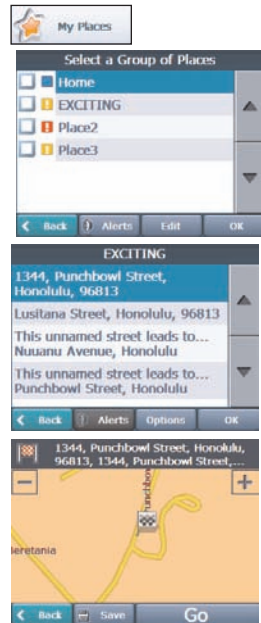 My Places
Select a Group of Places
Home
EXCITING
Place2
Place3
Back Alerts Edit OK
EXCITING
1344, Punchbowl Street,
Honolulu, 96813
Lusitana Street, Honolulu, 96813
This unnamed street leads to...
Nuuanu Avenue, Honolulu
This unnamed street leads to...
Punchbowl Street, Honolulu
Back Alerts Options OK
1344, Punchbowl Street, Honolulu,
96813, 1344, Punchbowl Street,...
Punchbow
eretania
Back Save Go